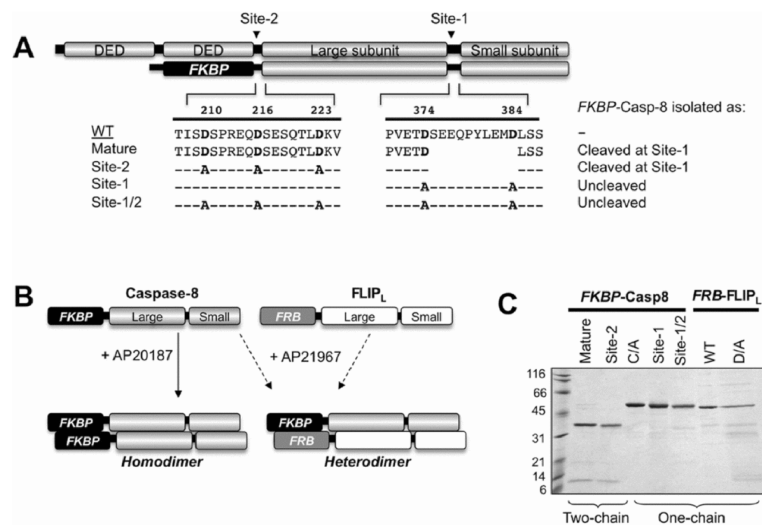 Site-2 Site-1
A
DED DED Large subunit Small subunit
FKBP
210 216 223 374 384 FKBP-Casp-8 isolated as:
WT TISDSPREQDSESQTLDKV PVETDSEEQPYLEMDLSS –
Mature TISDSPREQDSESQTLDKV PVETD LSS Cleaved at Site-1
Site-2 ---A-----A------A-- ----- --- Cleaved at Site-1
Site-1 ------------------- ----A---------A--- Uncleaved
Site-1/2 ---A-----A------A-- ----A---------A--- Uncleaved
B
Caspase-8 FLIPL
FKBP Large Small FRB Large Small
+ AP20187 + AP21967
FKBP FKBP
FKBP FRB
Homodimer Heterodimer
C
FKBP-Casp8 FRB-FLIPL
Mature Site-2 C/A Site-1 Site-1/2 WT D/A
116
66
45
31
21
14
6
Two-chain One-chain